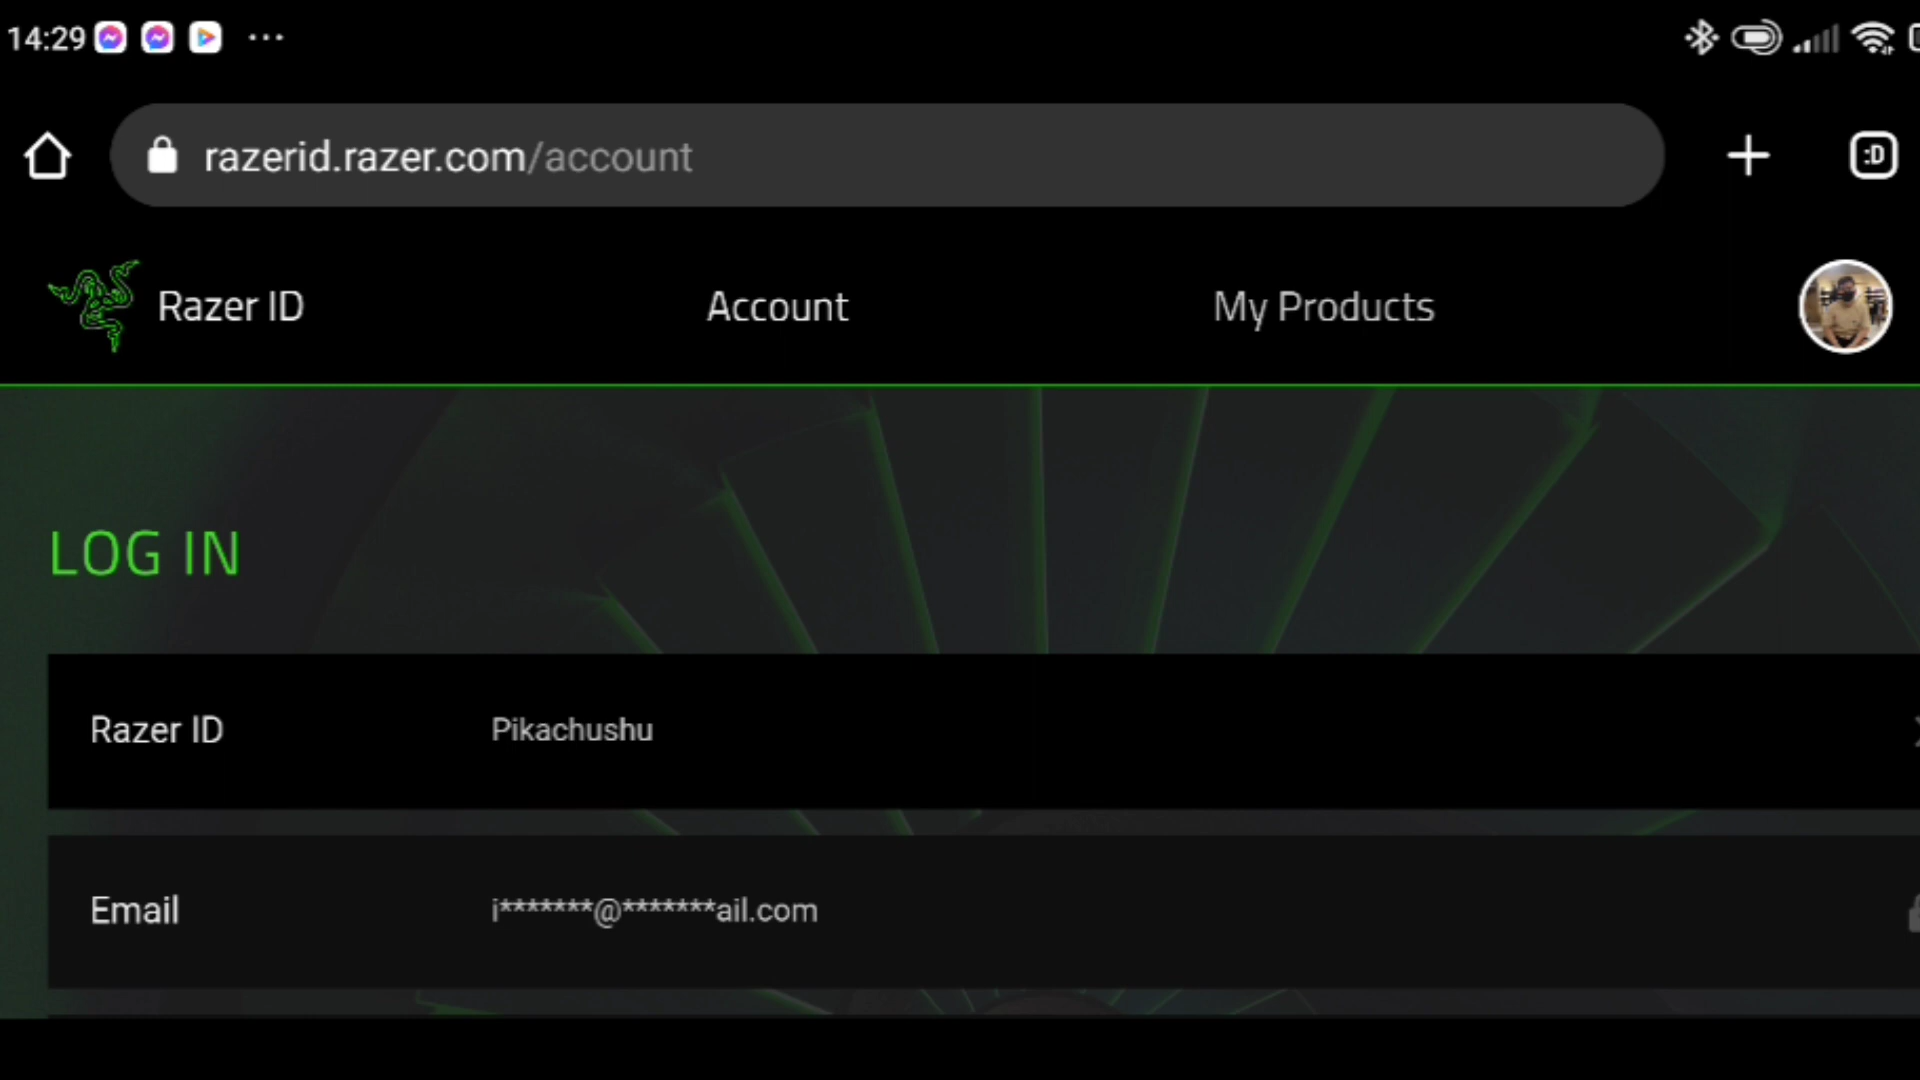 14:29 ...
razerid.razer.com/account
:D
Razer ID Account My Products
LOG IN
Razer ID Pikachushu
Email i*******@*******ail.com